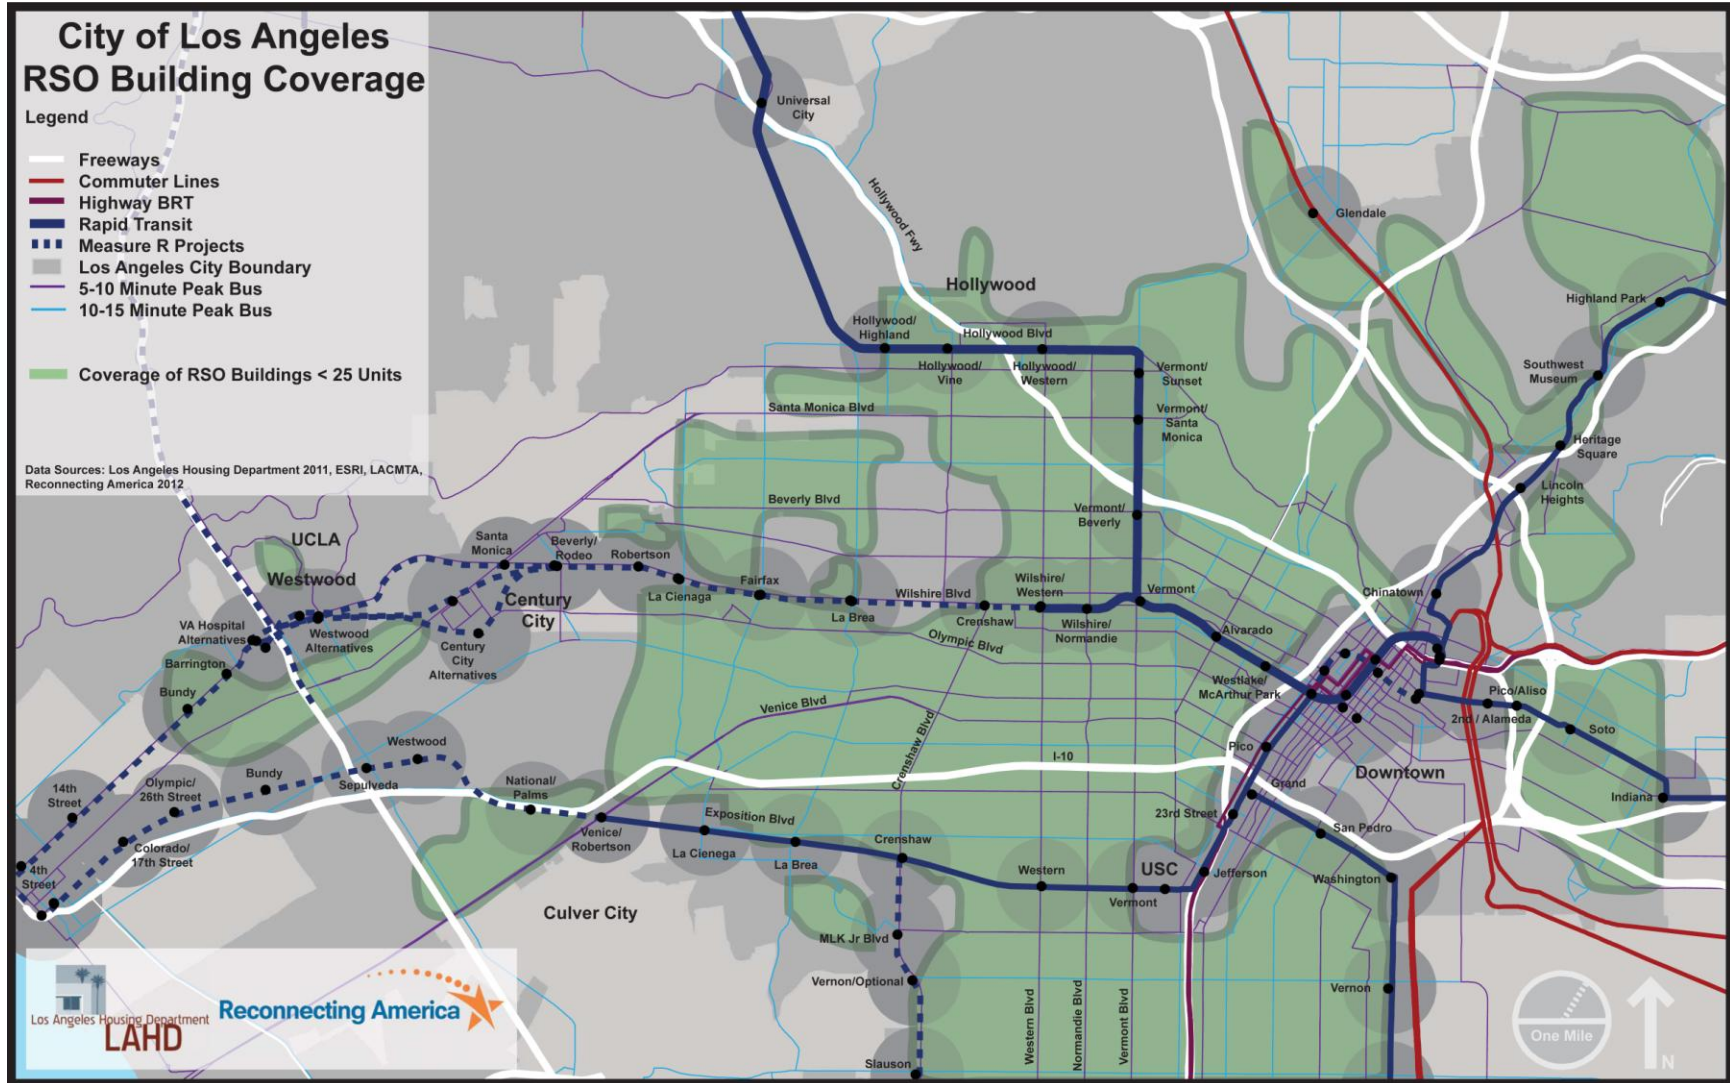 City of Los Angeles
RSO Building Coverage
Legend
Freeways
Commuter Lines
Highway BRT
Rapid Transit
Measure R Projects
Los Angeles City Boundary
5-10 Minute Peak Bus
10-15 Minute Peak Bus
Coverage of RSO Buildings < 25 Units
Data Sources: Los Angeles Housing Department 2011, ESRI, LACMTA,
Reconnecting America 2012
Universal
City
Hollywood Fwy
Glendale
Hollywood
Highland Park
Hollywood/
Highland
Hollywood Blvd
Hollywood/
Vine
Hollywood/
Western
Vermont/
Sunset
Southwest
Museum
Santa Monica Blvd
Vermont/
Santa
Monica
Heritage
Square
Lincoln
Heights
Beverly Blvd
Vermont/
Beverly
UCLA
Westwood
Santa
Monica
Beverly/
Rodeo
Robertson
La Cienaga
Fairfax
La Brea
Wilshire Blvd
Crenshaw
Wilshire/
Western
Wilshire/
Normandie
Vermont
Chinatown
Century
City
VA Hospital
Alternatives
Westwood
Alternatives
Century
City
Alternatives
Olympic Blvd
Alvarado
Barrington
Bundy
Westlake/
McArthur Park
Pico/Aliso
2nd / Alameda
Soto
Venice Blvd
Crenshaw Blvd
Pico
I-10
Downtown
Westwood
Bundy
Sepulveda
National/
Palms
Grand
Indiana
14th
Street
Olympic/
26th Street
Exposition Blvd
23rd Street
San Pedro
Colorado/
17th Street
Venice/
Robertson
La Cienega
La Brea
Crenshaw
4th
Street
Western
USC
Vermont
Jefferson
Washington
Culver City
MLK Jr Blvd
Vernon/Optional
Vernon
Western Blvd
Normandie Blvd
Vermont Blvd
Slauson
Los Angeles Housing Department
LAHD
Reconnecting America
One Mile
N